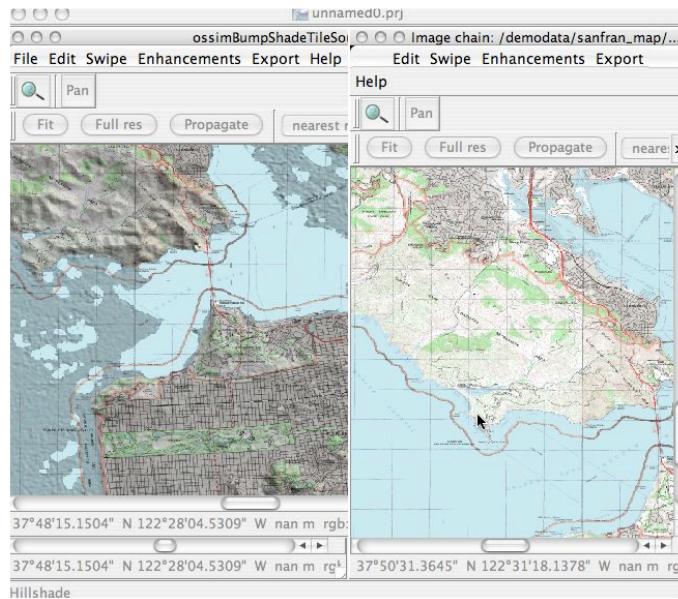 unnamed0.prj
ossimBumpShadeTileSou
Image chain: /demodata/sanfran_map/...
File Edit Swipe Enhancements Export Help
Edit Swipe Enhancements Export
Help
Pan
Pan
Fit Full res Propagate nearest r
Fit Full res Propagate neare:
37°48'15.1504" N 122°28'04.5309" W nan m rgb:
37°48'15.1504" N 122°28'04.5309" W nan m rgb
37°50'31.3645" N 122°31'18.1378" W nan m rgb
Hillshade